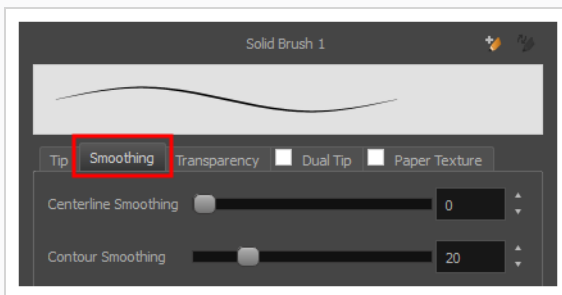 Solid Brush 1
Tip Smoothing Transparency Dual Tip Paper Texture
Centerline Smoothing 0
Contour Smoothing 20